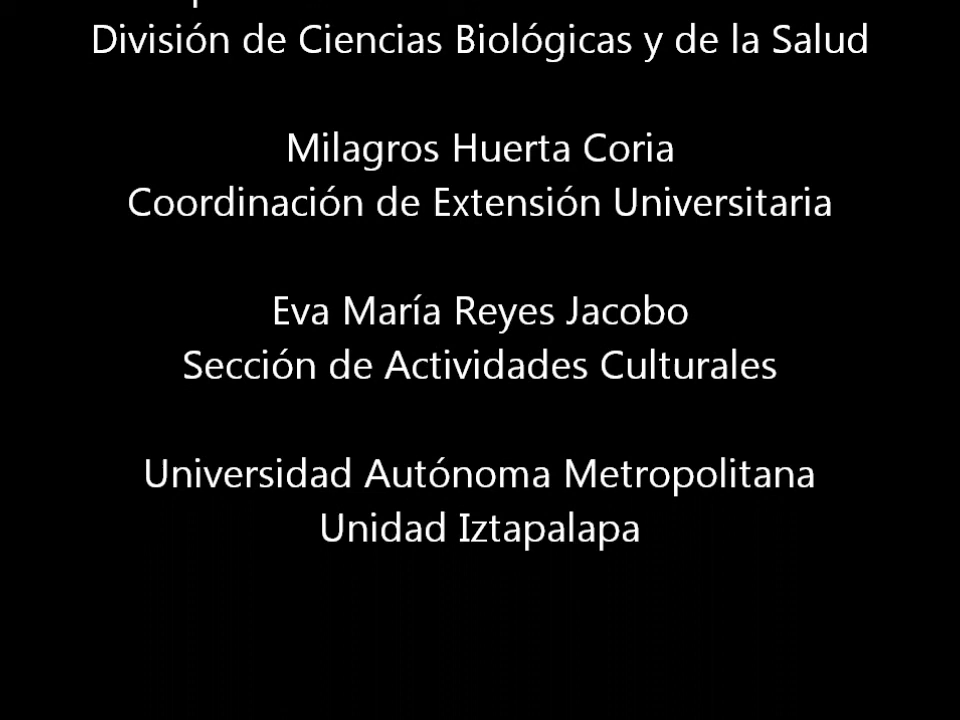 División de Ciencias Biológicas y de la Salud
Milagros Huerta Coria
Coordinación de Extensión Universitaria
Eva María Reyes Jacobo
Sección de Actividades Culturales
Universidad Autónoma Metropolitana
Unidad Iztapalapa